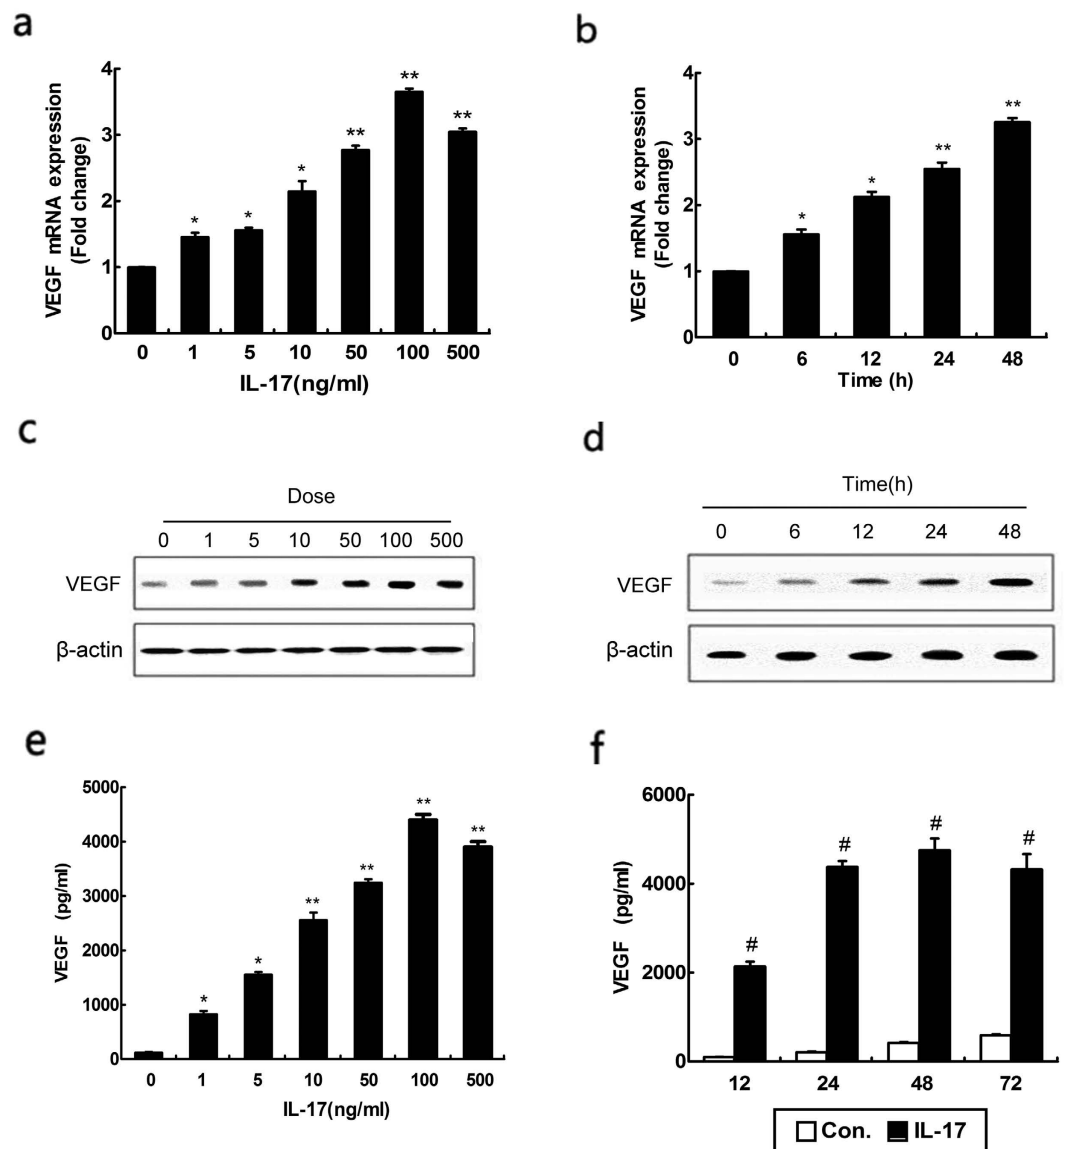 a
VEGF mRNA expression
(Fold change)
4
3
2
1
0
*
*
*
**
**
**
0 1 5 10 50 100 500
IL-17(ng/ml)
b
VEGF mRNA expression
(Fold change)
4
3
2
1
0
*
*
**
**
0 6 12 24 48
Time (h)
c
Dose
0 1 5 10 50 100 500
VEGF
β-actin
d
Time(h)
0 6 12 24 48
VEGF
β-actin
e
VEGF (pg/ml)
5000
4000
3000
2000
1000
0
*
*
**
**
**
**
0 1 5 10 50 100 500
IL-17(ng/ml)
f
VEGF (pg/ml)
6000
4000
2000
0
#
#
#
#
12 24 48 72
Con. IL-17